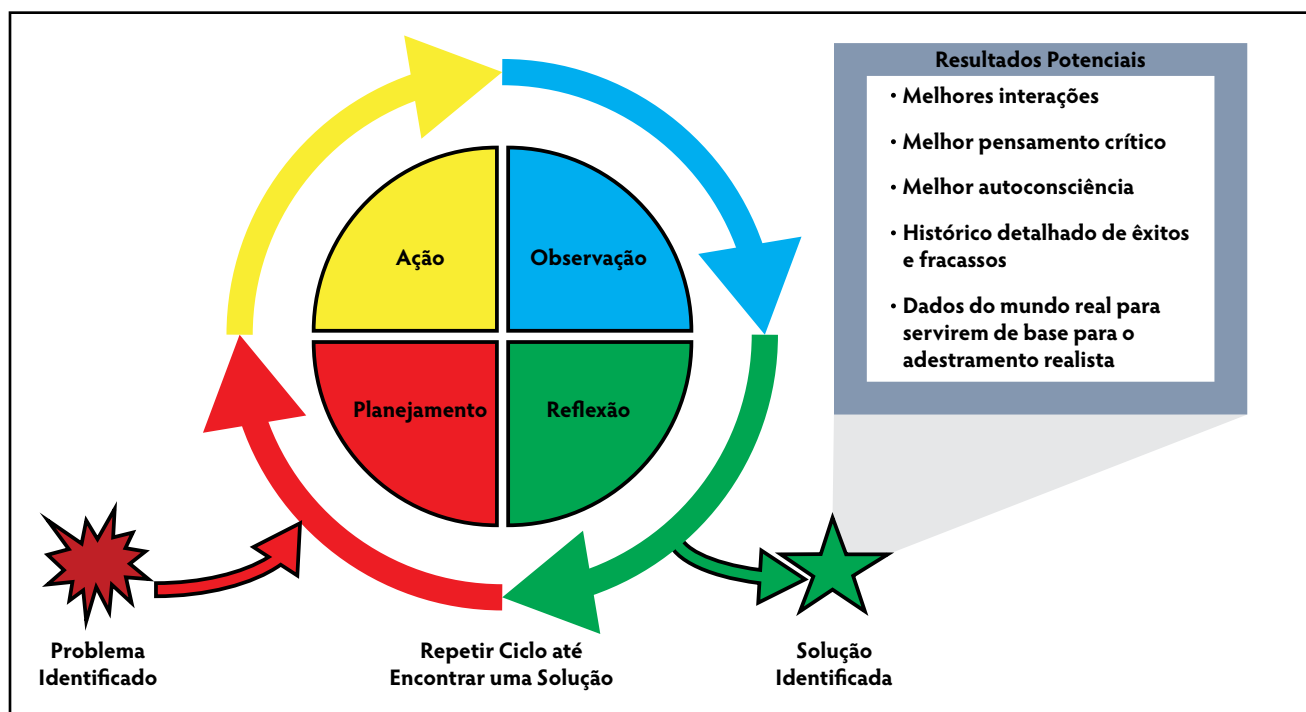 Resultados Potenciais
• Melhores interações
• Melhor pensamento crítico
• Melhor autoconsciência
• Histórico detalhado de êxitos
e fracassos
• Dados do mundo real para
servirem de base para o
adestramento realista
Ação
Observação
Planejamento
Reflexão
Problema
Identificado
Repetir Ciclo até
Encontrar uma Solução
Solução
Identificada